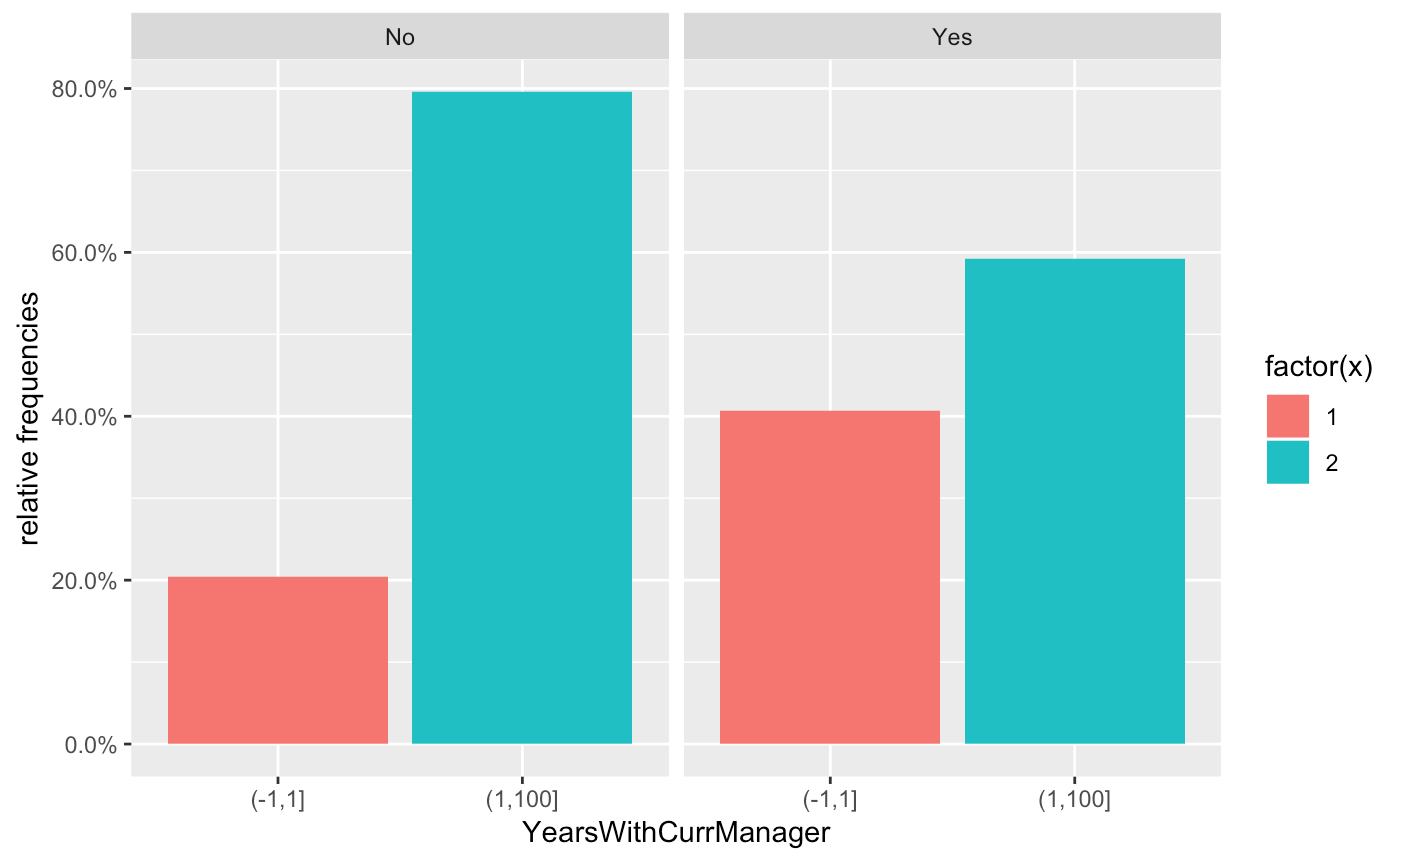 No
Yes
80.0%
60.0%
40.0%
20.0%
0.0%
relative frequencies
(-1,1]
(1,100]
(-1,1]
(1,100]
YearsWithCurrManager
factor(x)
1
2